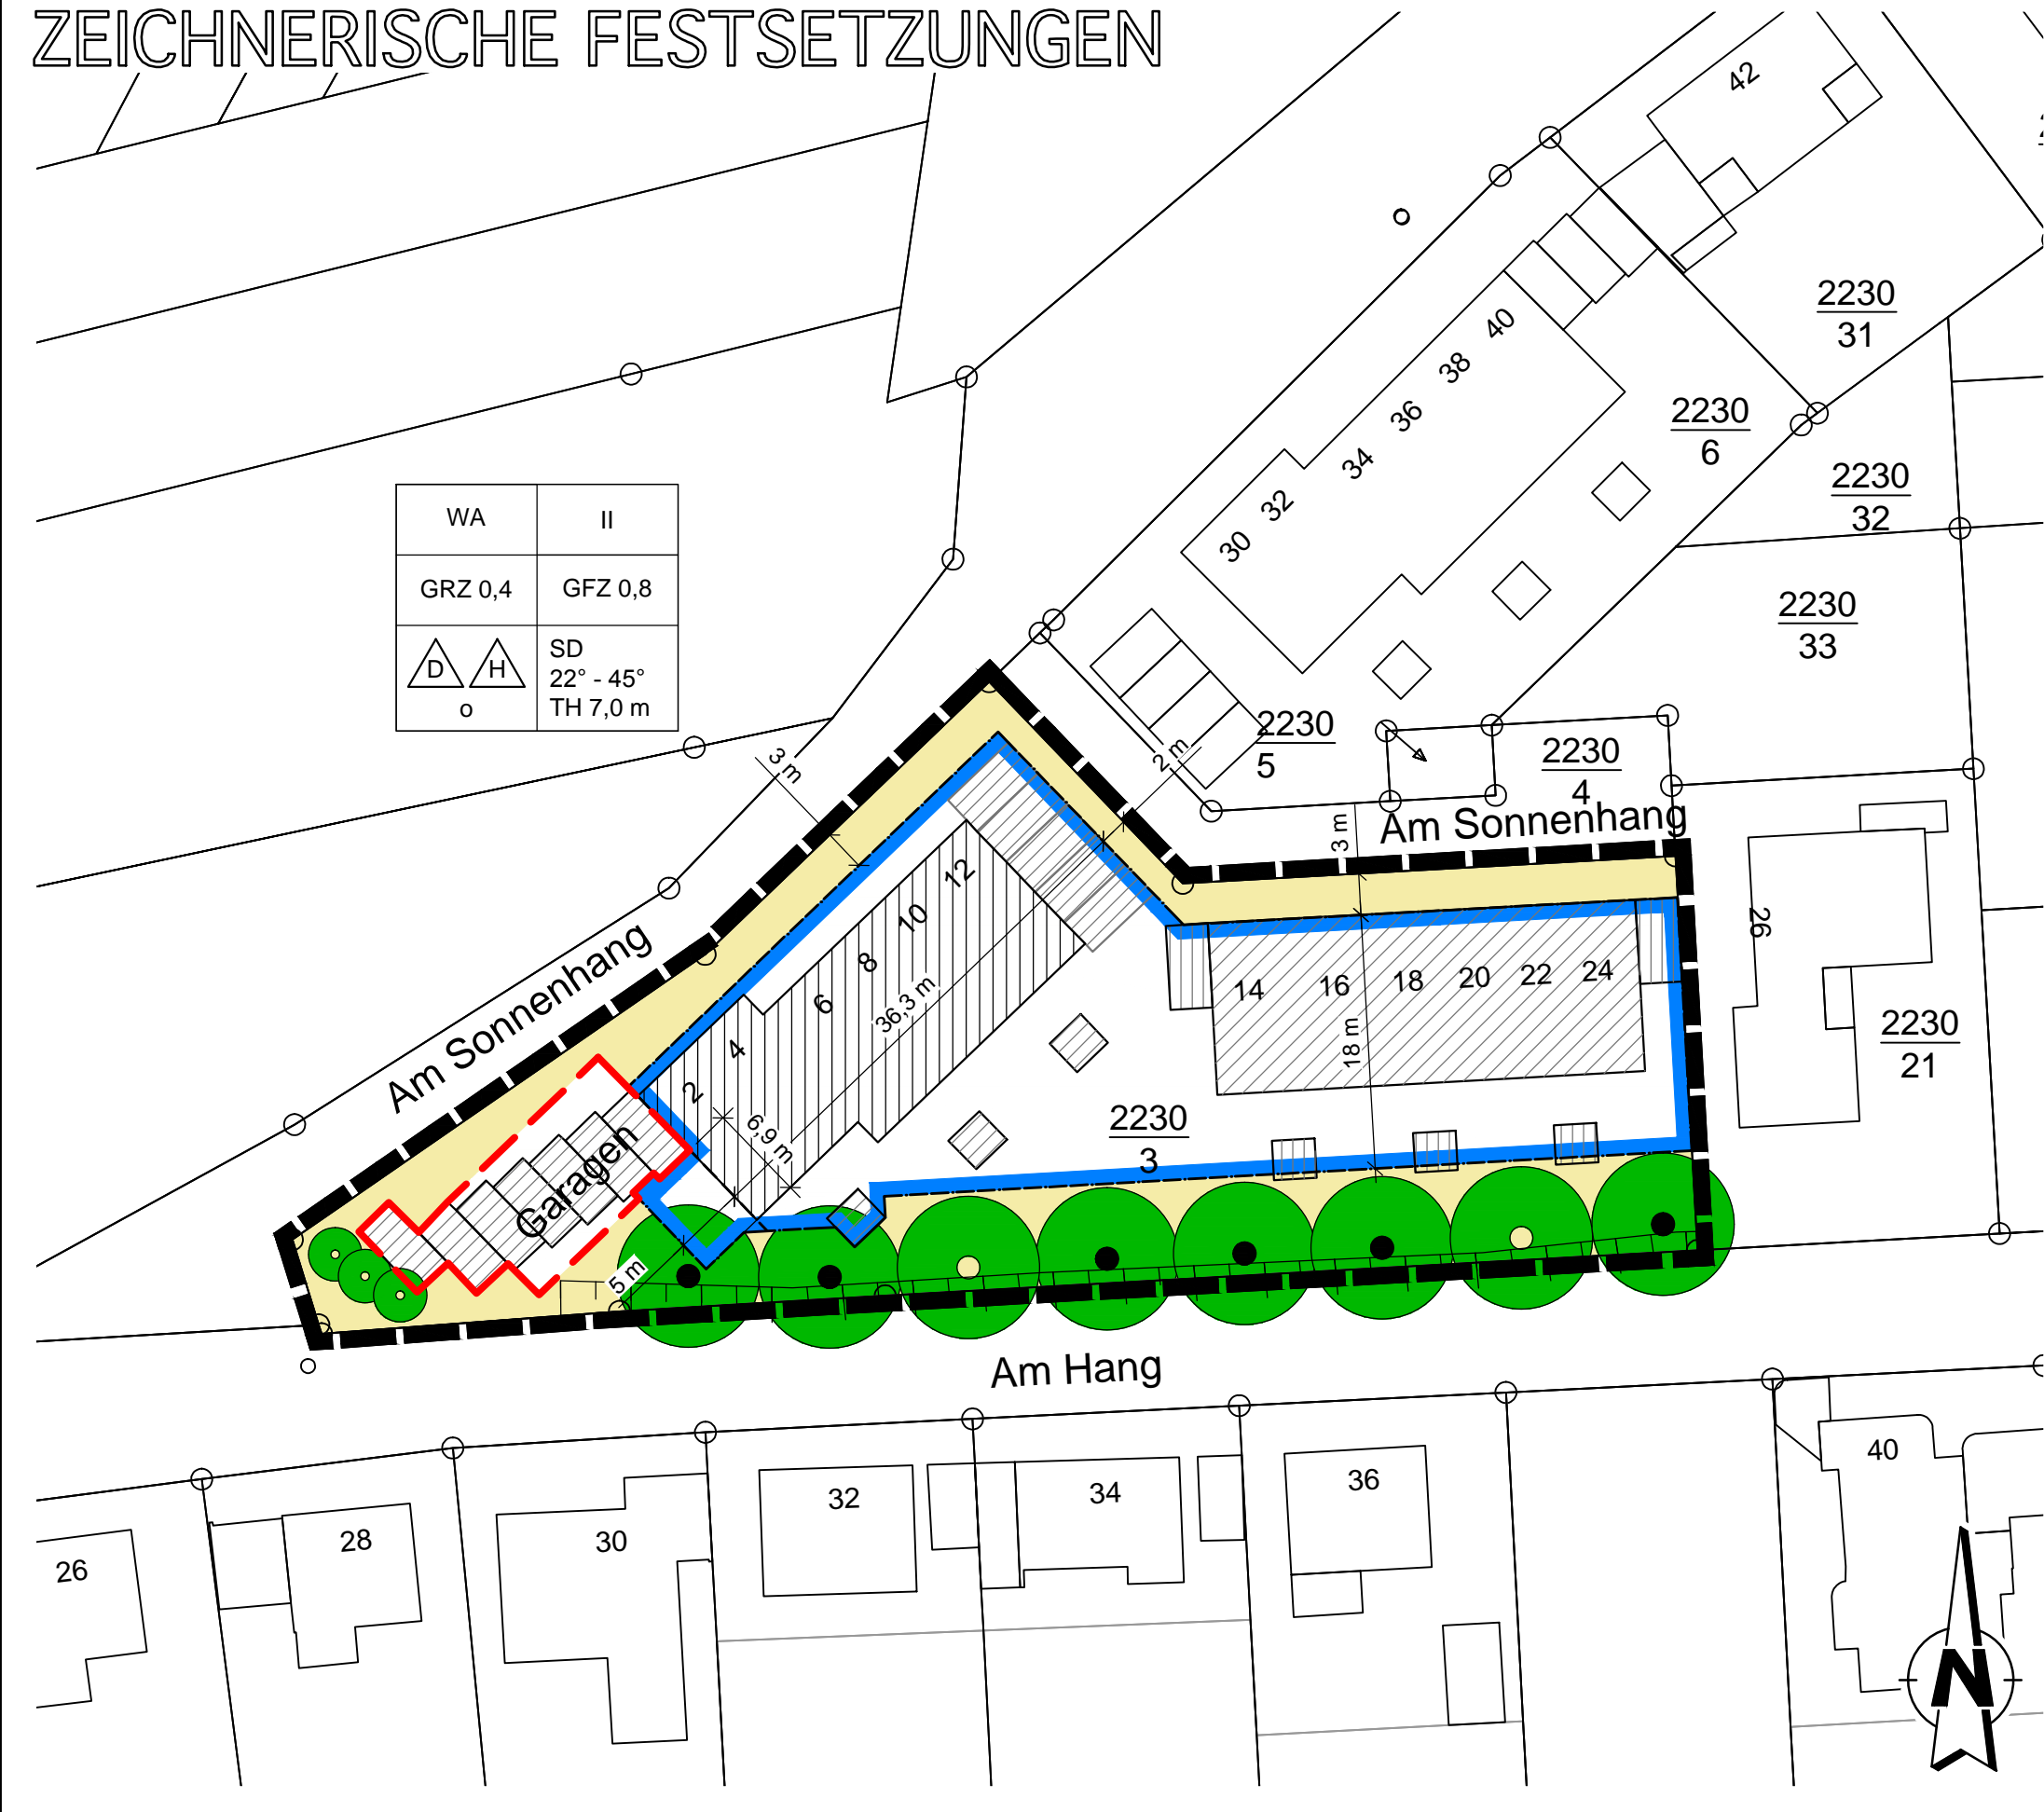 ZEICHNERISCHE FESTSETZUNGEN
42
2230
31
40
38
36
34
32
30
2230
6
2230
32
WA
II
GRZ 0,4
GFZ 0,8
D
H
o
SD
22° - 45°
TH 7,0 m
2230
33
2230
5
2230
4
3 m
2 m
3 m
Am Sonnenhang
Am Sonnenhang
12
10
8
6
4
2
36,3 m
6,9 m
14
16
18
20
22
24
18 m
26
2230
21
2230
3
Garagen
5 m
Am Hang
26
28
30
32
34
36
40
N